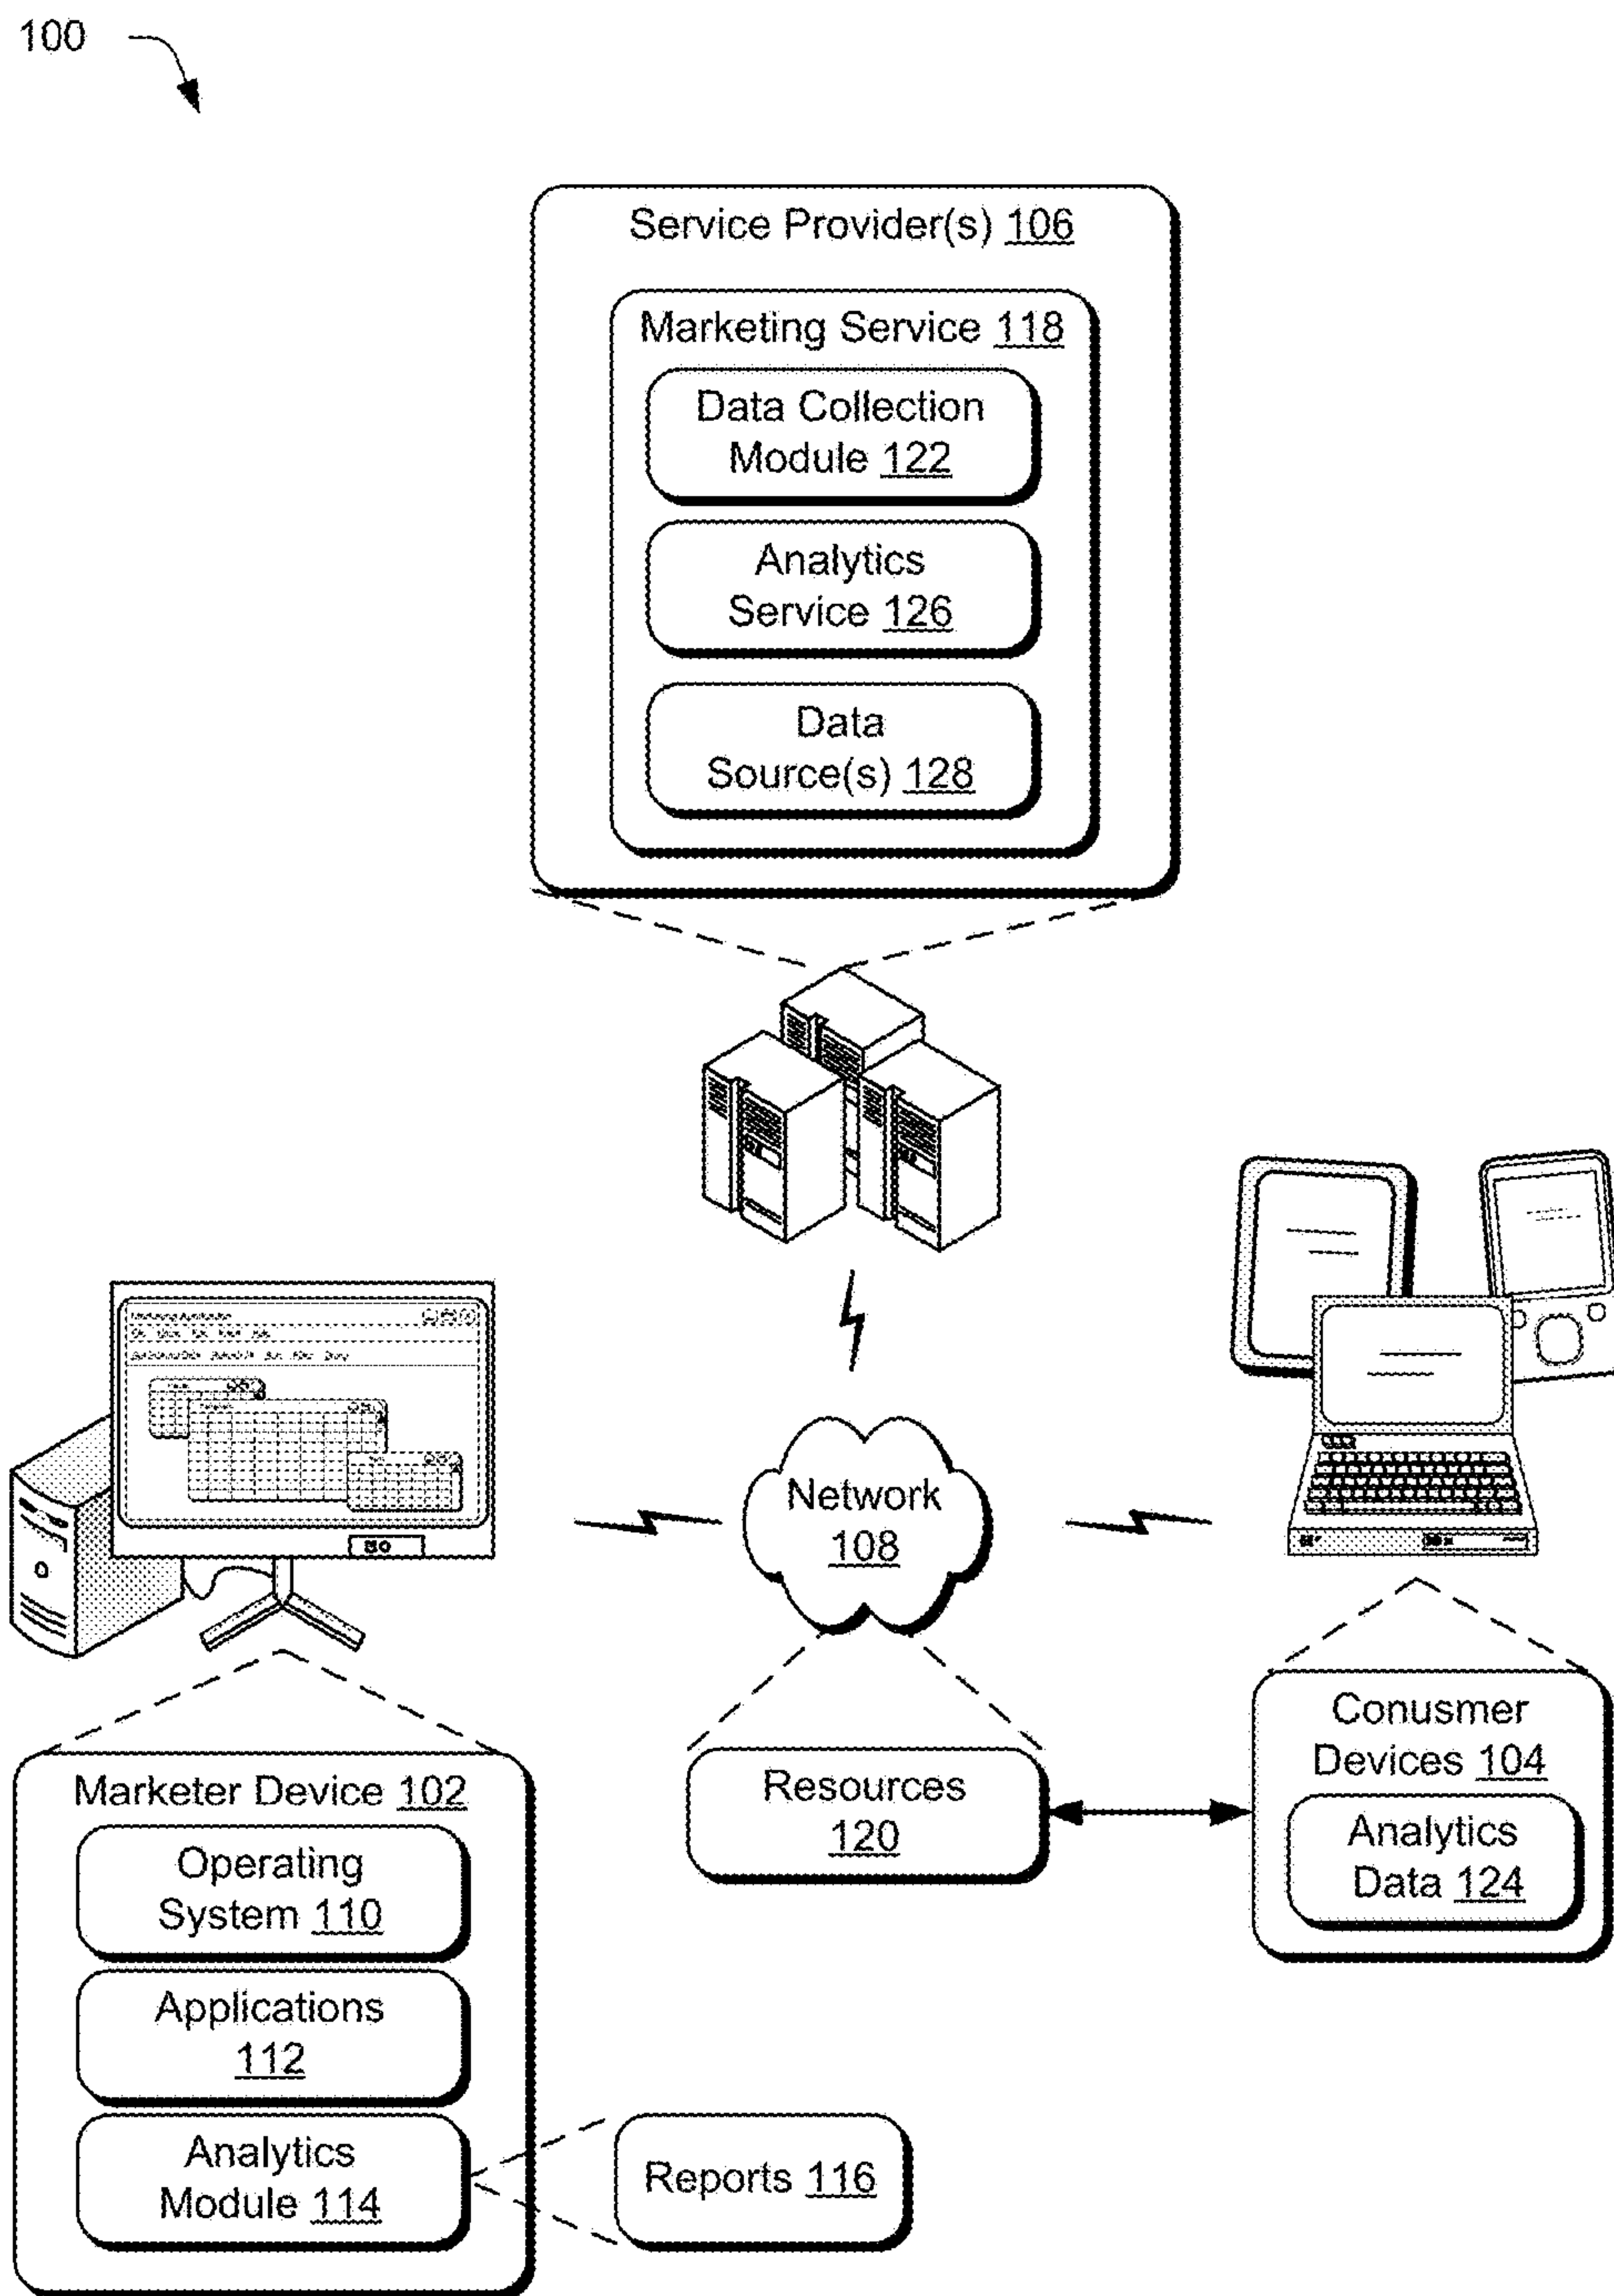 100
Service Provider(s) 106
Marketing Service 118
Data Collection
Module 122
Analytics
Service 126
Data
Source(s) 128
Network
108
Resources
120
Conusmer
Devices 104
Analytics
Data 124
Marketer Device 102
Operating
System 110
Applications
112
Analytics
Module 114
Reports 116